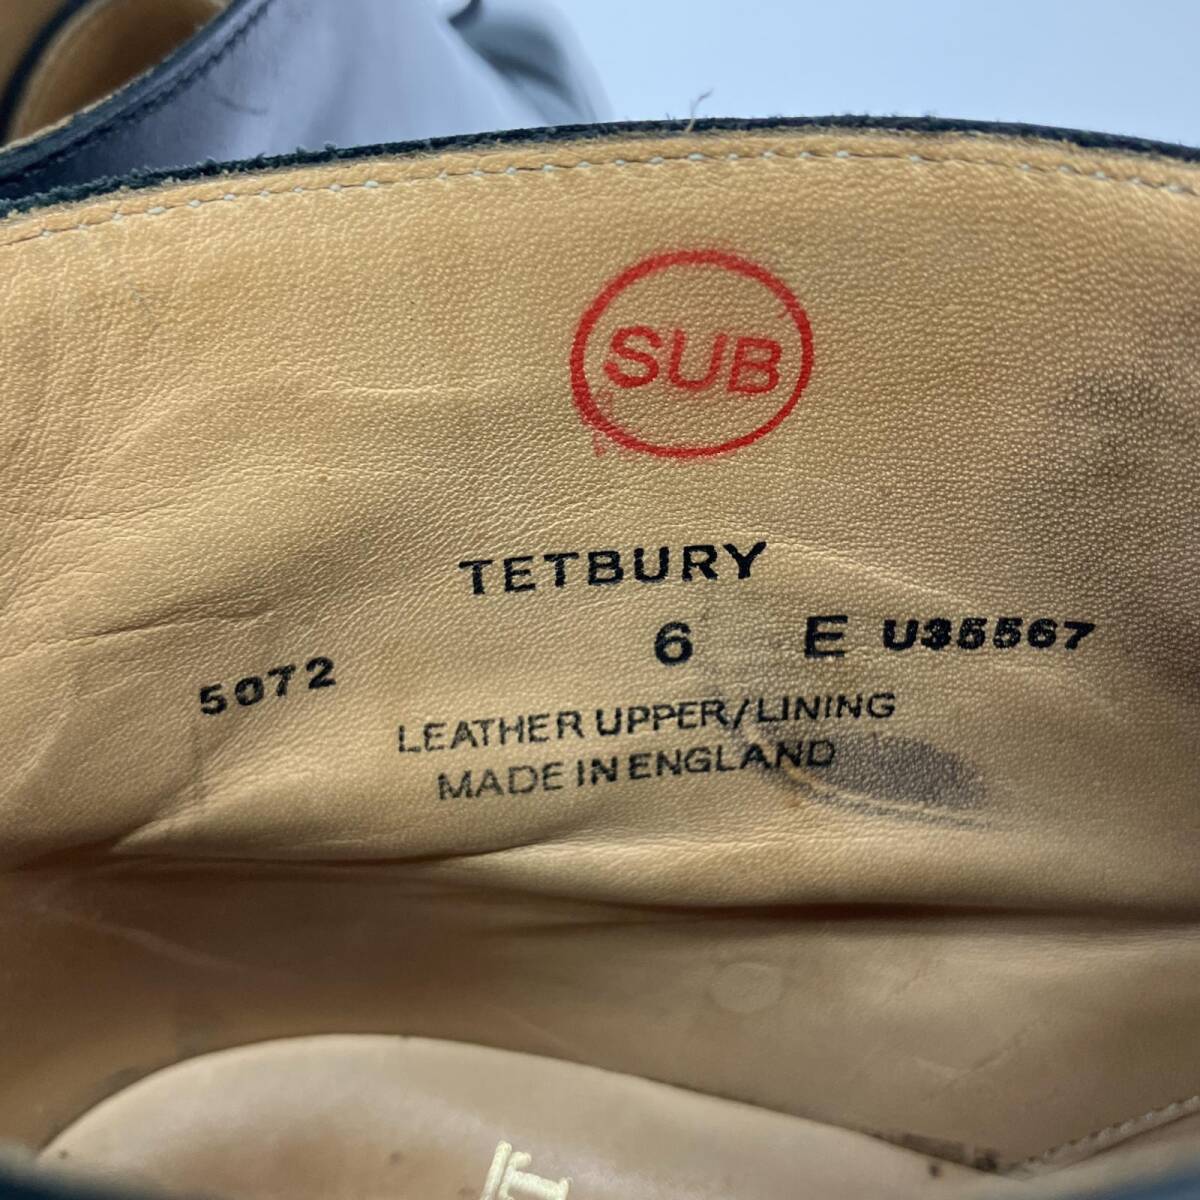 SUB
TETBURY
5072 6 E U35567
LEATHER UPPER/LINING
MADE IN ENGLAND